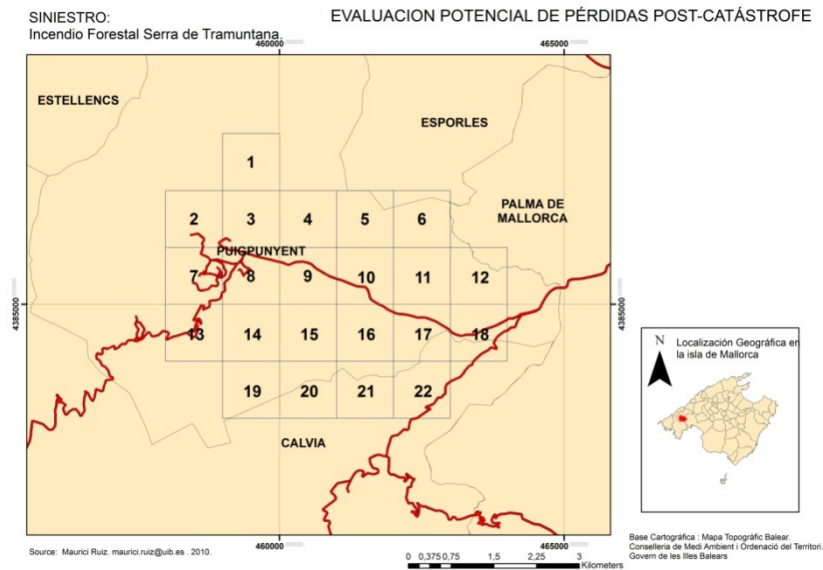 SINIESTRO:
Incendio Forestal Serra de Tramuntana.
EVALUACION POTENCIAL DE PÉRDIDAS POST-CATÁSTROFE
460000
465000
ESTELLENCS
ESPORLES
1
PALMA DE
MALLORCA
2 3 4 5 6
PUIGPUNYENT
7 8 9 10 11 12
4385000
4385000
13 14 15 16 17 18
19 20 21 22
CALVIA
460000
465000
N
Localización Geográfica en
la isla de Mallorca
Source: Maurici Ruiz. maurici.ruiz@uib.es . 2010.
0 0,375 0,75 1,5 2,25 3
Kilometers
Base Cartográfica : Mapa Topogràfic Balear.
Conselleria de Medi Ambient i Ordenació del Territori.
Govern de les Illes Balears